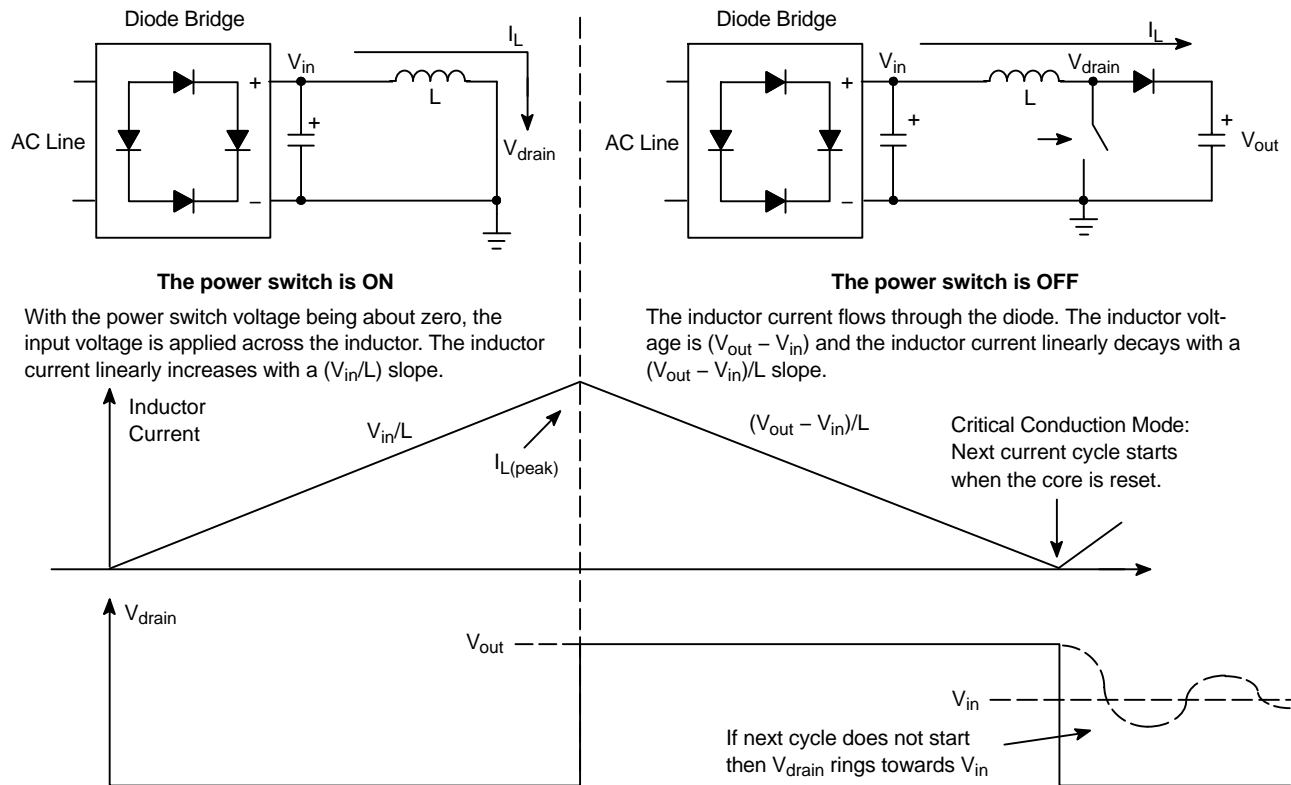 Diode Bridge
AC Line
+
−
V_in
+
L
I_L
V_drain
The power switch is ON
With the power switch voltage being about zero, the
input voltage is applied across the inductor. The inductor
current linearly increases with a (V_in/L) slope.
Diode Bridge
AC Line
+
−
V_in
+
L
I_L
V_drain
+
V_out
The power switch is OFF
The inductor current flows through the diode. The inductor volt-
age is (V_out − V_in) and the inductor current linearly decays with a
(V_out − V_in)/L slope.
Inductor
Current
V_in/L
I_L(peak)
(V_out − V_in)/L
Critical Conduction Mode:
Next current cycle starts
when the core is reset.
V_drain
V_out
V_in
If next cycle does not start
then V_drain rings towards V_in